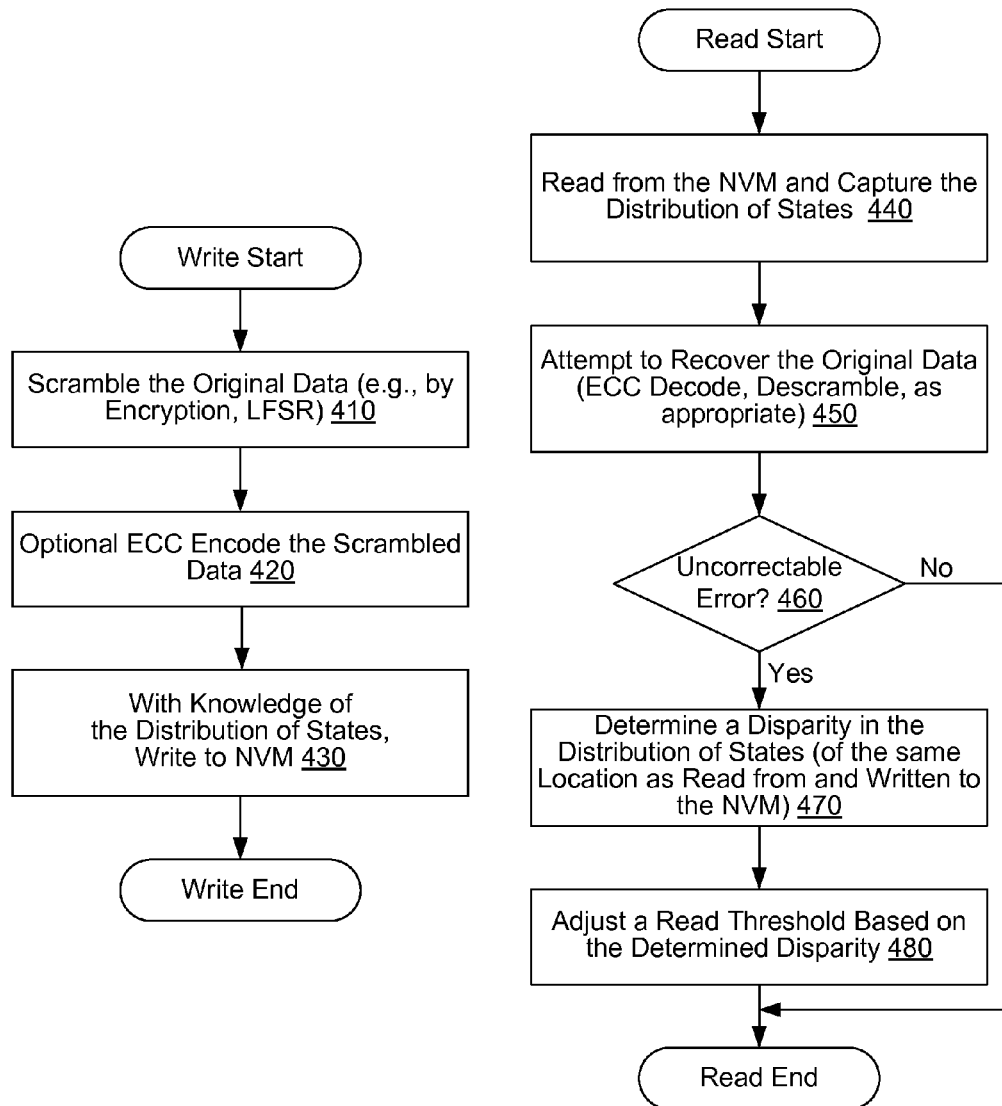 Write Start
Scramble the Original Data (e.g., by
Encryption, LFSR) 410
Optional ECC Encode the Scrambled
Data 420
With Knowledge of
the Distribution of States,
Write to NVM 430
Write End
Read Start
Read from the NVM and Capture the
Distribution of States 440
Attempt to Recover the Original Data
(ECC Decode, Descramble, as
appropriate) 450
Uncorrectable
Error? 460
No
Yes
Determine a Disparity in the
Distribution of States (of the same
Location as Read from and Written to
the NVM) 470
Adjust a Read Threshold Based on
the Determined Disparity 480
Read End